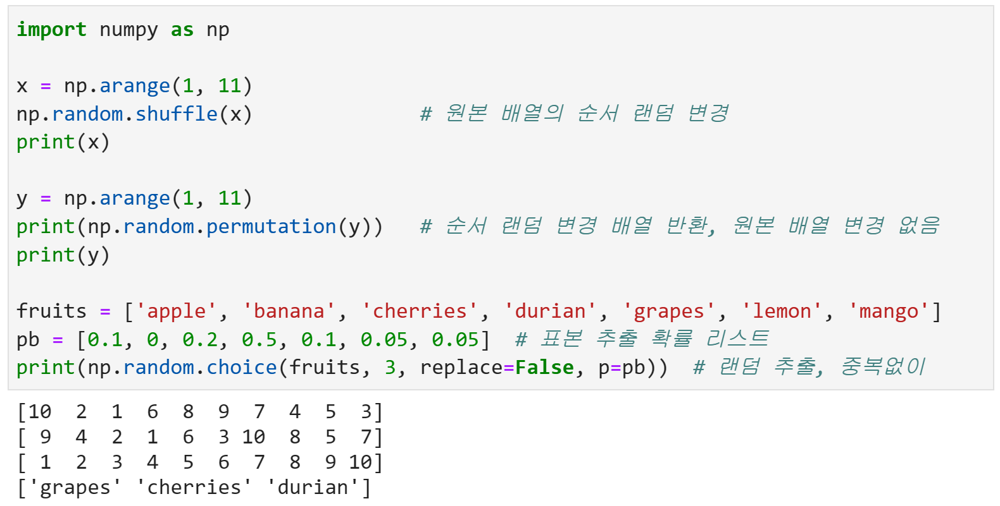 import numpy as np
x = np.arange(1, 11)
np.random.shuffle(x)              # 원본 배열의 순서 랜덤 변경
print(x)
y = np.arange(1, 11)
print(np.random.permutation(y))   # 순서 랜덤 변경 배열 반환, 원본 배열 변경 없음
print(y)
fruits = ['apple', 'banana', 'cherries', 'durian', 'grapes', 'lemon', 'mango']
pb = [0.1, 0, 0.2, 0.5, 0.1, 0.05, 0.05]  # 표본 추출 확률 리스트
print(np.random.choice(fruits, 3, replace=False, p=pb))  # 랜덤 추출, 중복없이
[10  2  1  6  8  9  7  4  5  3]
[ 9  4  2  1  6  3 10  8  5  7]
[ 1  2  3  4  5  6  7  8  9 10]
['grapes' 'cherries' 'durian']